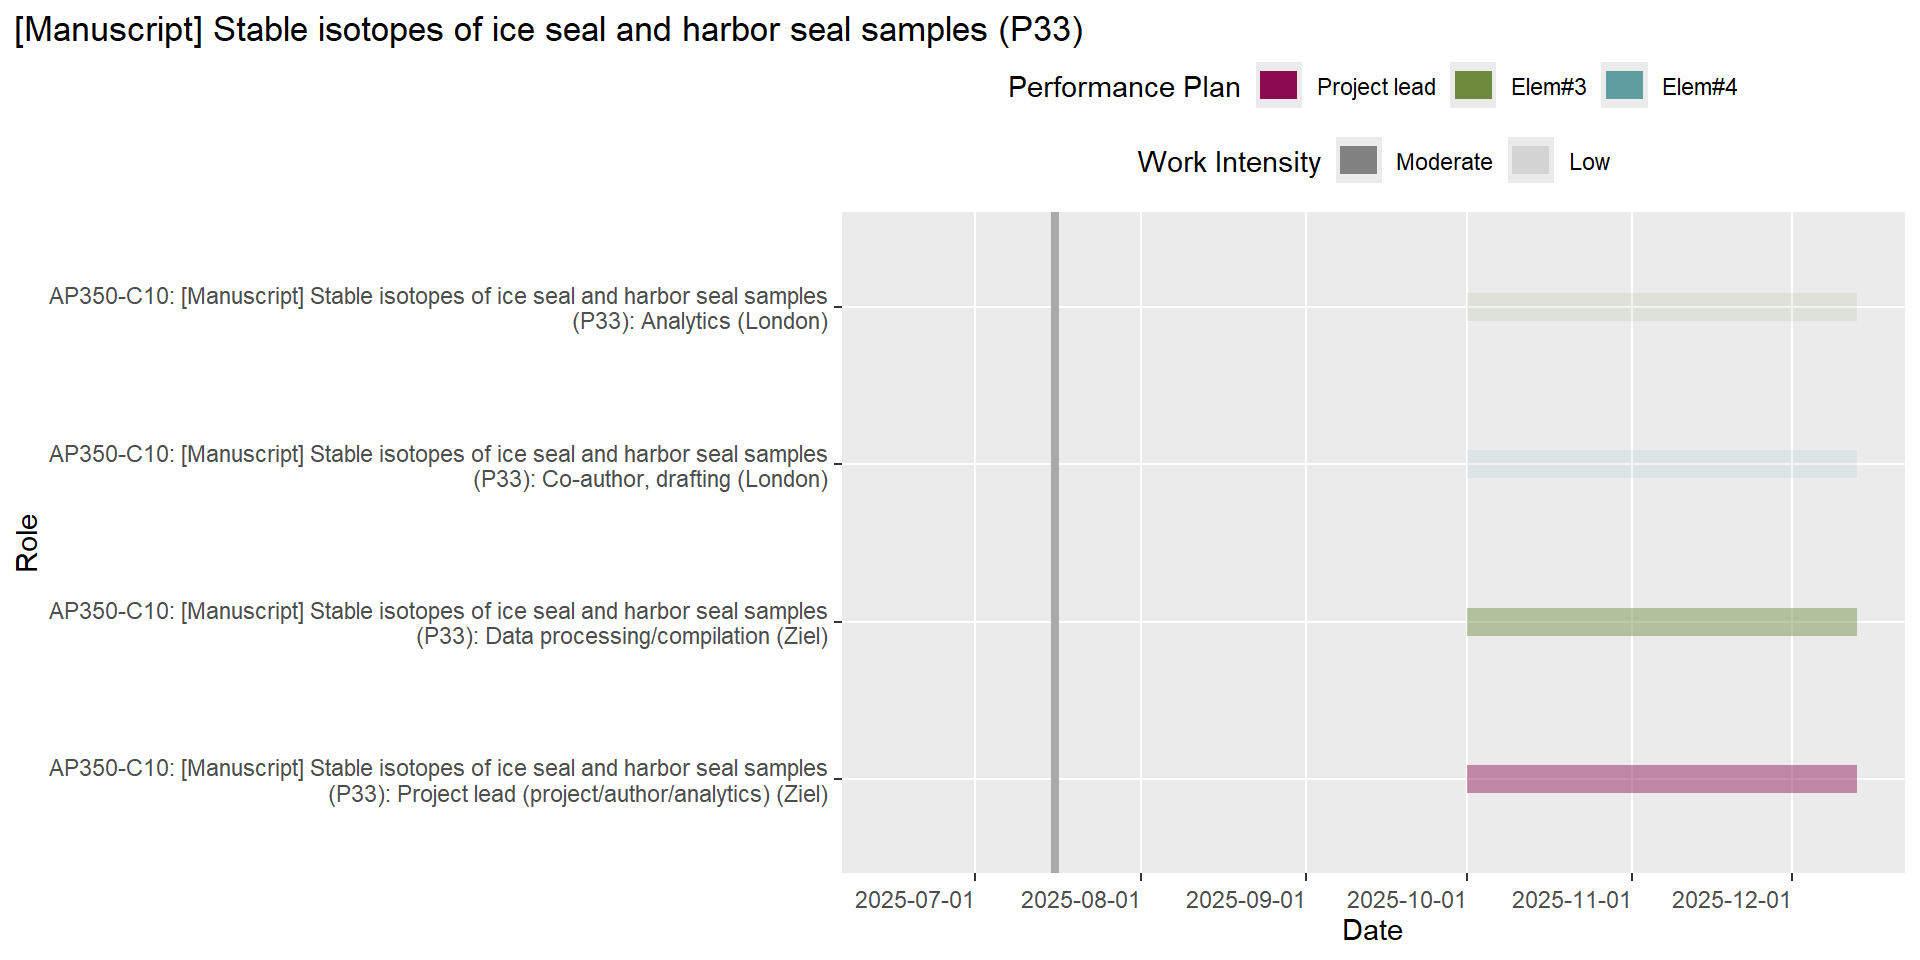 [Manuscript] Stable isotopes of ice seal and harbor seal samples (P33)
Performance Plan Project lead Elem#3 Elem#4
Work Intensity Moderate Low
AP350-C10: [Manuscript] Stable isotopes of ice seal and harbor seal samples
(P33): Analytics (London)
AP350-C10: [Manuscript] Stable isotopes of ice seal and harbor seal samples
(P33): Co-author, drafting (London)
Role
AP350-C10: [Manuscript] Stable isotopes of ice seal and harbor seal samples
(P33): Data processing/compilation (Ziel)
AP350-C10: [Manuscript] Stable isotopes of ice seal and harbor seal samples
(P33): Project lead (project/author/analytics) (Ziel)
2025-07-01 2025-08-01 2025-09-01 2025-10-01 2025-11-01 2025-12-01
Date